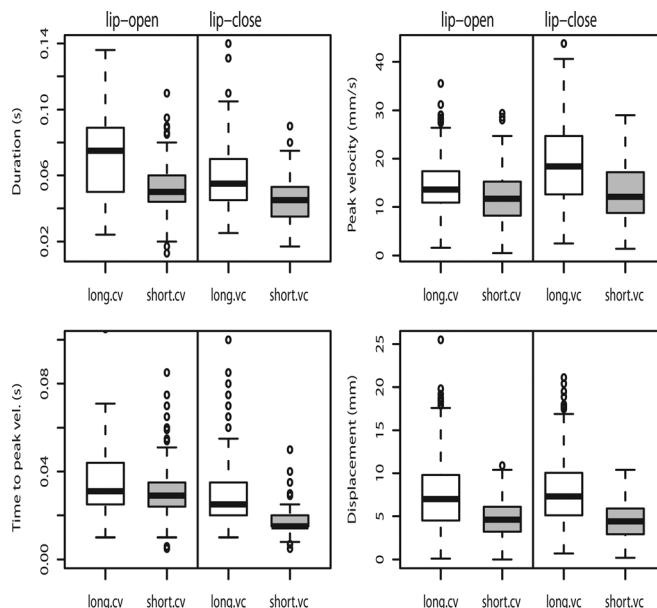 lip-open lip-close
Duration (s)
0.02 0.06 0.10 0.14
long.cv short.cv long.vc short.vc
lip-open lip-close
Peak velocity (mm/s)
0 10 20 30 40
long.cv short.cv long.vc short.vc
Time to peak vel. (s)
0.00 0.04 0.08
long.cv short.cv long.vc short.vc
Displacement (mm)
0 5 10 15 20 25
long.cv short.cv long.vc short.vc